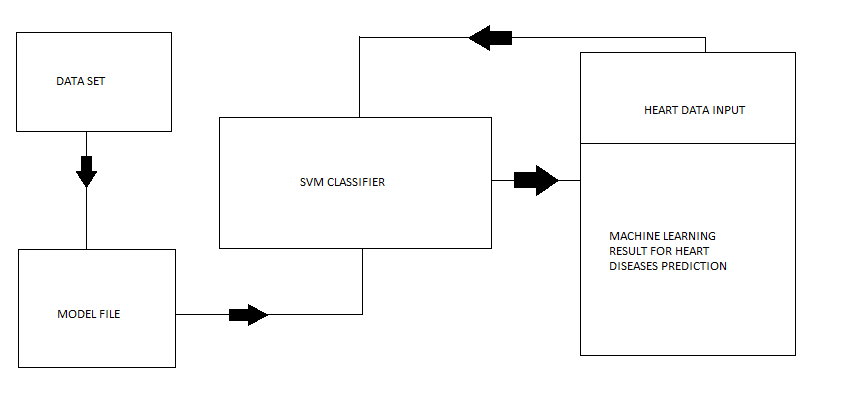 DATA SET
HEART DATA INPUT
SVM CLASSIFIER
MACHINE LEARNING
RESULT FOR HEART
DISEASES PREDICTION
MODEL FILE